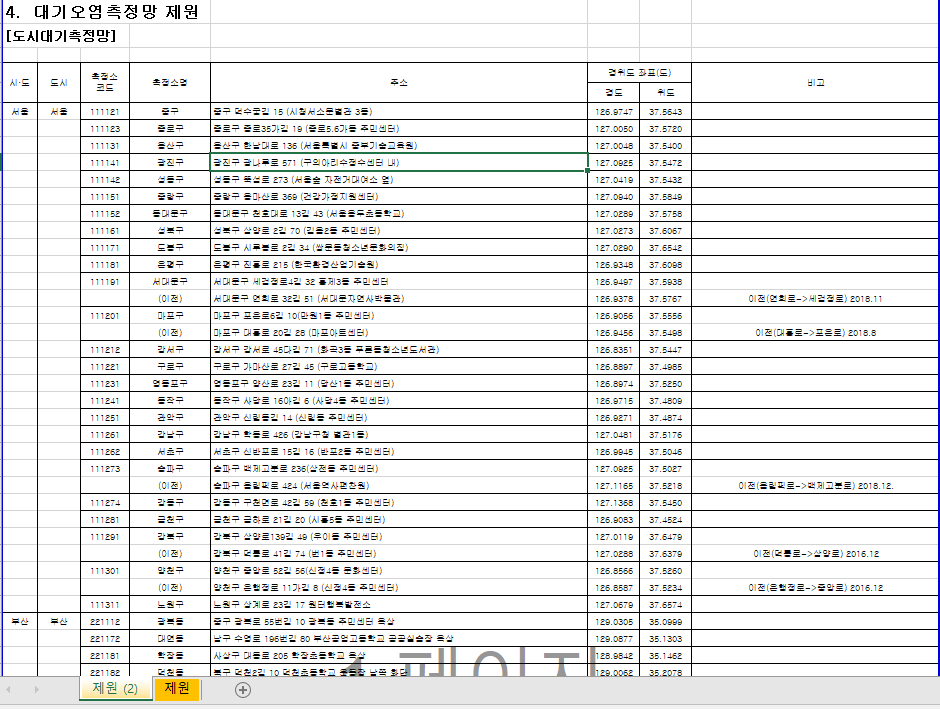 4. 대기오염측정망 제원
[도시대기측정망]
시·도 도시 측정소 코드 측정소명 주소 경위도 좌표(도) 경도 위도 비고
서울 서울 111121 중구 중구 덕수궁길 15 (시청서소문별관 3동) 126.9747 37.5643
111123 종로구 종로구 종로35가길 19 (종로5.6가동 주민센터) 127.0050 37.5720
111131 용산구 용산구 한남대로 136 (서울특별시 중부기술교육원) 127.0048 37.5400
111141 광진구 광진구 광나루로 571 (구의아리수정수센터 내) 127.0925 37.5472
111142 성동구 성동구 뚝섬로 273 (서울숲 자전거대여소 옆) 127.0419 37.5432
111151 중랑구 중랑구 용마산로 369 (건강가정지원센터) 127.0940 37.5849
111152 동대문구 동대문구 천호대로 13길 43 (서울용두초등학교) 127.0289 37.5758
111161 성북구 성북구 삼양로 2길 70 (길음2동 주민센터) 127.0273 37.6067
111171 도봉구 도봉구 시루봉로 2길 34 (쌍문동청소년문화의집) 127.0290 37.6542
111181 은평구 은평구 진흥로 215 (한국환경산업기술원) 126.9348 37.6098
111191 서대문구 서대문구 세검정로4길 32 홍제3동 주민센터 126.9497 37.5938
(이전) 서대문구 연희로 32길 51 (서대문자연사박물관) 126.9378 37.5767 이전(연희로->세검정로) 2018.11
111201 마포구 마포구 포은로6길 10(망원1동 주민센터) 126.9056 37.5556
(이전) 마포구 대흥로 20길 28 (마포아트센터) 126.9456 37.5498 이전(대흥로->포은로) 2018.8
111212 강서구 강서구 강서로 45다길 71 (화곡3동 푸른들청소년도서관) 126.8351 37.5447
111221 구로구 구로구 가마산로 27길 45 (구로고등학교) 126.8897 37.4985
111231 영등포구 영등포구 양산로 23길 11 (당산1동 주민센터) 126.8974 37.5250
111241 동작구 동작구 사당로 16아길 6 (사당4동 주민센터) 126.9715 37.4809
111251 관악구 관악구 신림동길 14 (신림동 주민센터) 126.9271 37.4874
111261 강남구 강남구 학동로 426 (강남구청 별관1동) 127.0481 37.5176
111262 서초구 서초구 신반포로 15길 16 (반포2동 주민센터) 126.9945 37.5046
111273 송파구 송파구 백제고분로 236(삼전동 주민센터) 127.0925 37.5027
(이전) 송파구 올림픽로 424 (서울역사편찬원) 127.1165 37.5218 이전(올림픽로->백제고분로) 2018.12.
111274 강동구 강동구 구천면로 42길 59 (천호1동 주민센터) 127.1368 37.5450
111281 금천구 금천구 금하로 21길 20 (시흥5동 주민센터) 126.9083 37.4524
111291 강북구 강북구 삼양로139길 49 (우이동 주민센터) 127.0119 37.6479
(이전) 강북구 덕릉로 41길 74 (번1동 주민센터) 127.0288 37.6379 이전(덕릉로->삼양로) 2016.12
111301 양천구 양천구 중앙로 52길 56(신정4동 문화센터) 126.8566 37.5260
(이전) 양천구 은행정로 11가길 8 (신정4동 주민센터) 126.8587 37.5234 이전(은행정로->중앙로) 2016.12
111311 노원구 노원구 상계로 23길 17 원터행복발전소 127.0679 37.6574
부산 부산 221112 광복동 중구 광복로 55번길 10 광복동 주민센터 옥상 129.0305 35.0999
221172 대연동 남구 수영로 196번길 80 부산공업고등학교 공공실습장 옥상 129.0877 35.1303
221181 학장동 사상구 대동로 205 학장초등학교 옥상 128.9842 35.1462
221182 덕천동 북구 덕천2길 10 덕천초등학교 운동장 남쪽 화단 129.0062 35.2078
제원 (2) 제원